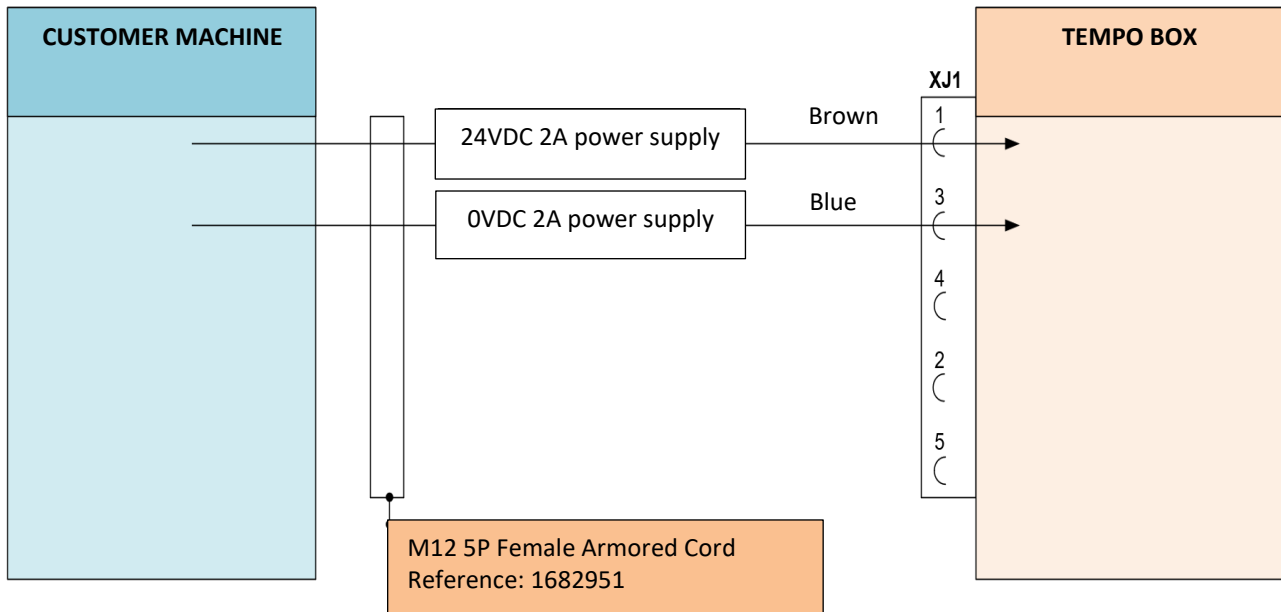 CUSTOMER MACHINE
TEMPO BOX
XJ1
24VDC 2A power supply
Brown
1
0VDC 2A power supply
Blue
3
4
2
5
M12 5P Female Armored Cord
Reference: 1682951